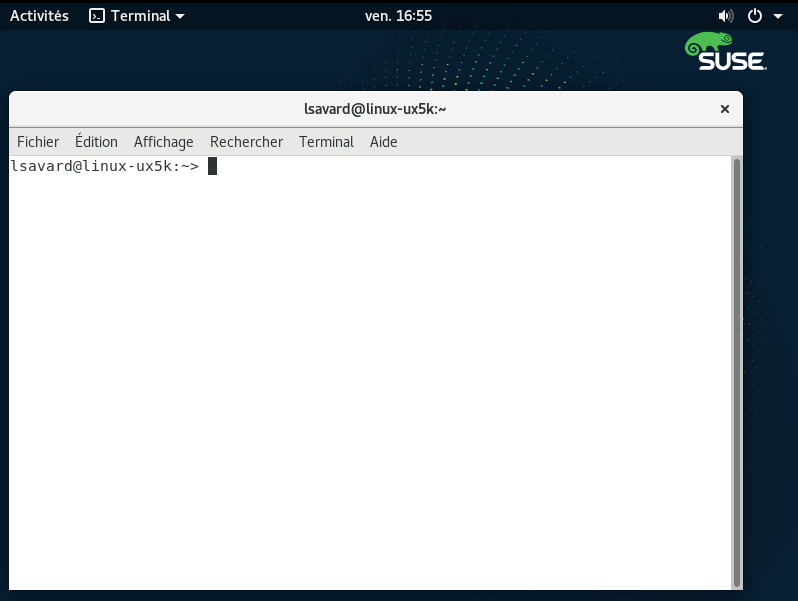 Activités Terminal ven. 16:55
SUSE
lsavard@linux-ux5k:~
Fichier Édition Affichage Rechercher Terminal Aide
lsavard@linux-ux5k:~>